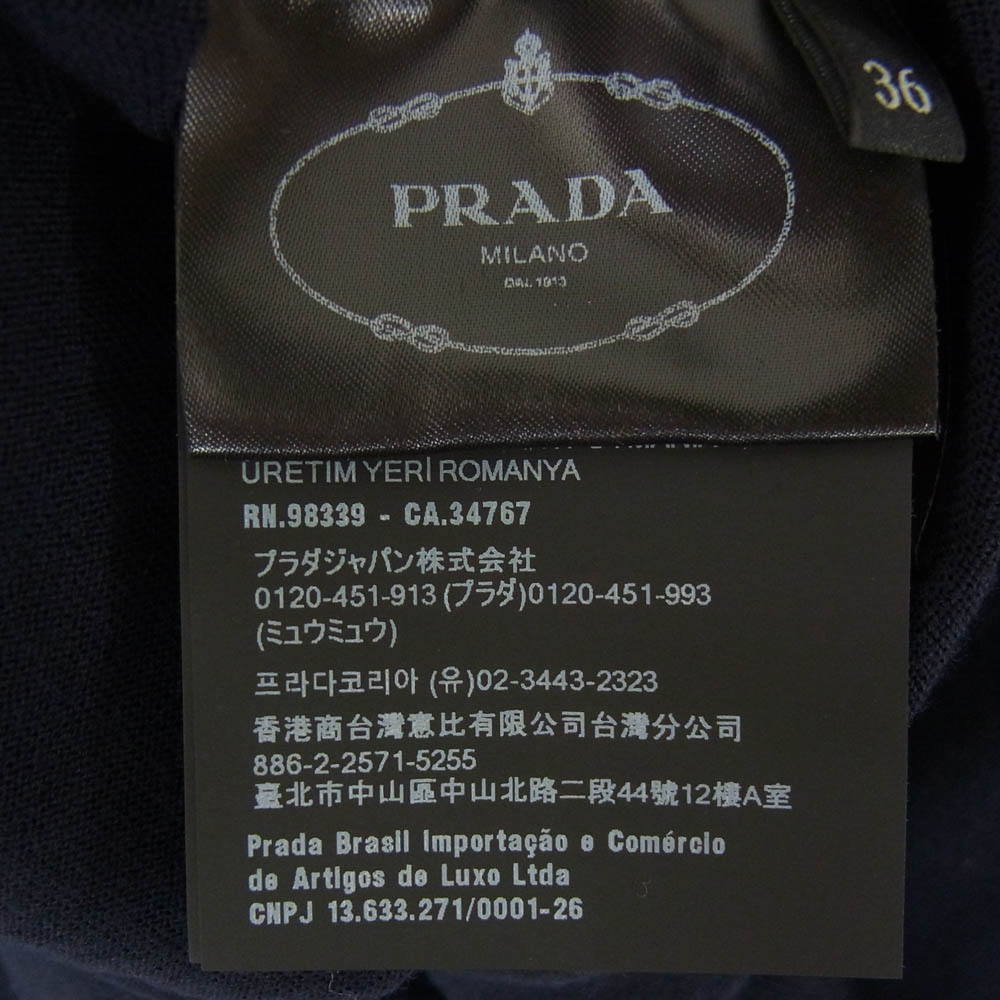 36
PRADA
MILANO
DAL 1913
ÜRETIM YERİ ROMANYA
RN.98339 - CA.34767
プラダジャパン株式会社
0120-451-913 (プラダ)0120-451-993
(ミュウミュウ)
프라다코리아 (유)02-3443-2323
香港商台灣意比有限公司台灣分公司
886-2-2571-5255
臺北市中山區中山北路二段44號12樓A室
Prada Brasil Importação e Comércio
de Artigos de Luxo Ltda
CNPJ 13.633.271/0001-26